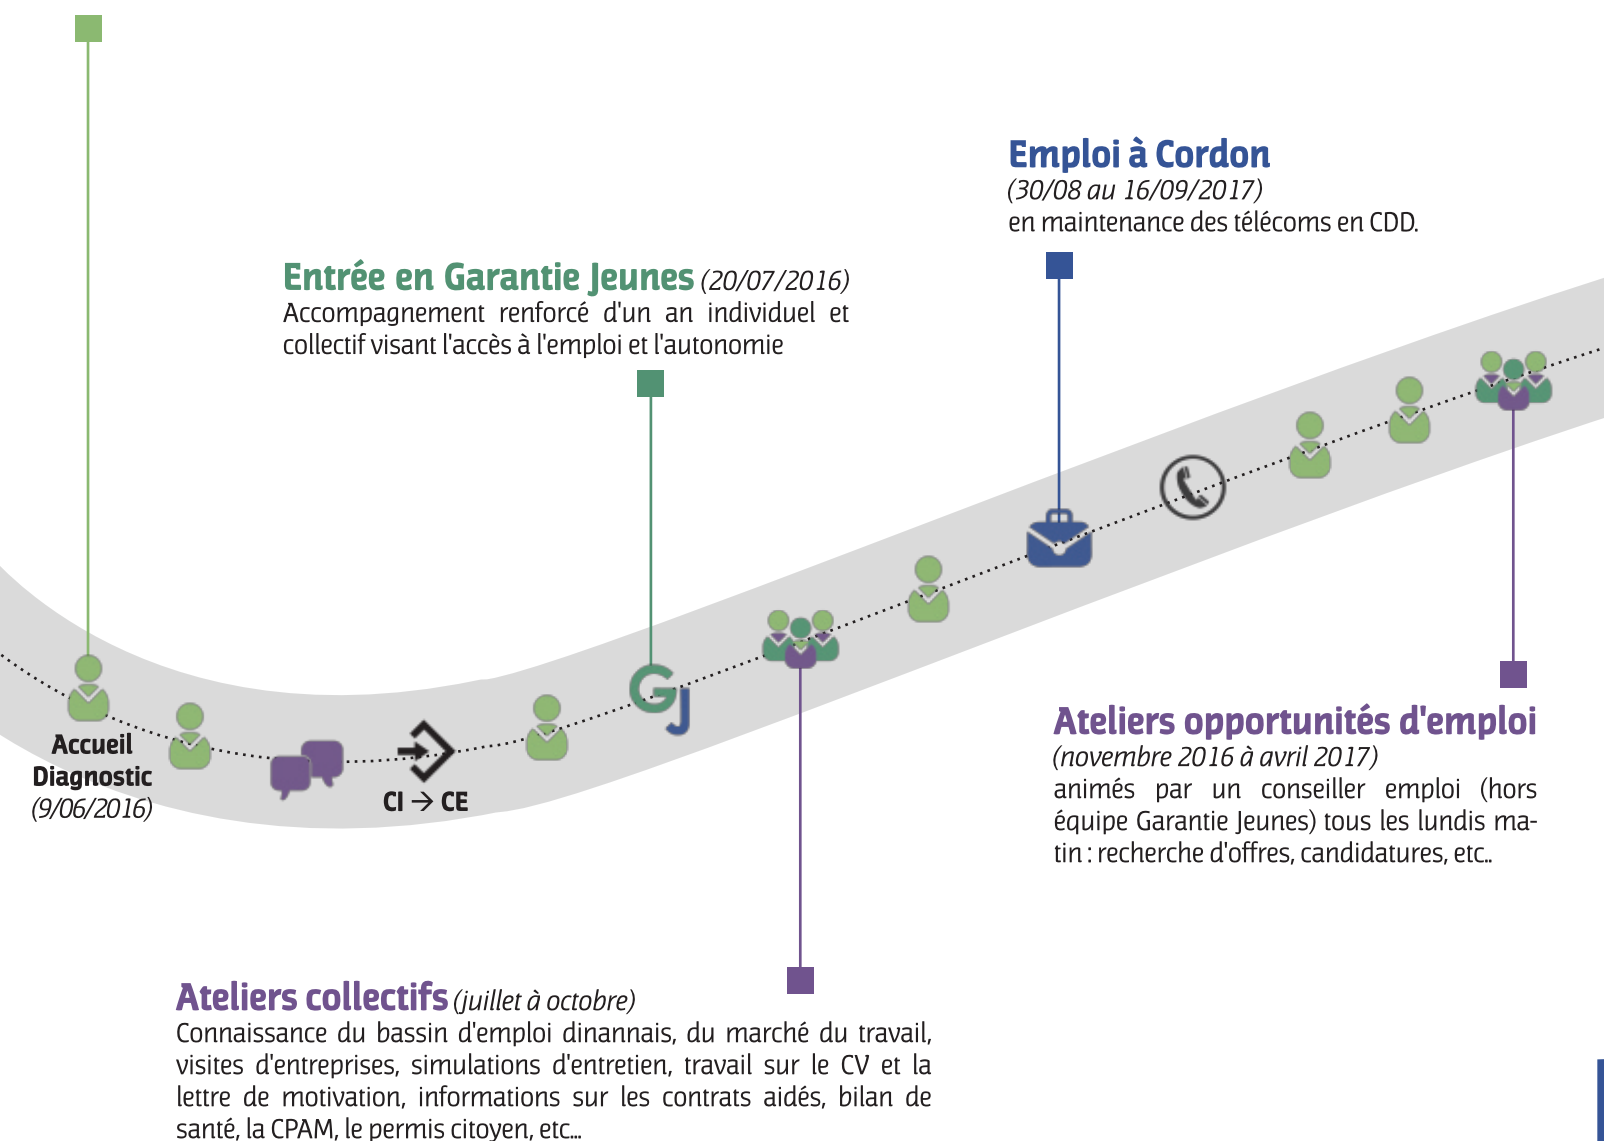 Emploi à Cordon
(30/08 au 16/09/2017)
en maintenance des télécoms en CDD.
Entrée en Garantie Jeunes (20/07/2016)
Accompagnement renforcé d'un an individuel et
collectif visant l'accès à l'emploi et l'autonomie
GJ
Accueil
Diagnostic
(9/06/2016)
CI → CE
Ateliers opportunités d'emploi
(novembre 2016 à avril 2017)
animés par un conseiller emploi (hors
équipe Garantie Jeunes) tous les lundis ma-
tin : recherche d'offres, candidatures, etc..
Ateliers collectifs (juillet à octobre)
Connaissance du bassin d'emploi dinannais, du marché du travail,
visites d'entreprises, simulations d'entretien, travail sur le CV et la
lettre de motivation, informations sur les contrats aidés, bilan de
santé, la CPAM, le permis citoyen, etc...